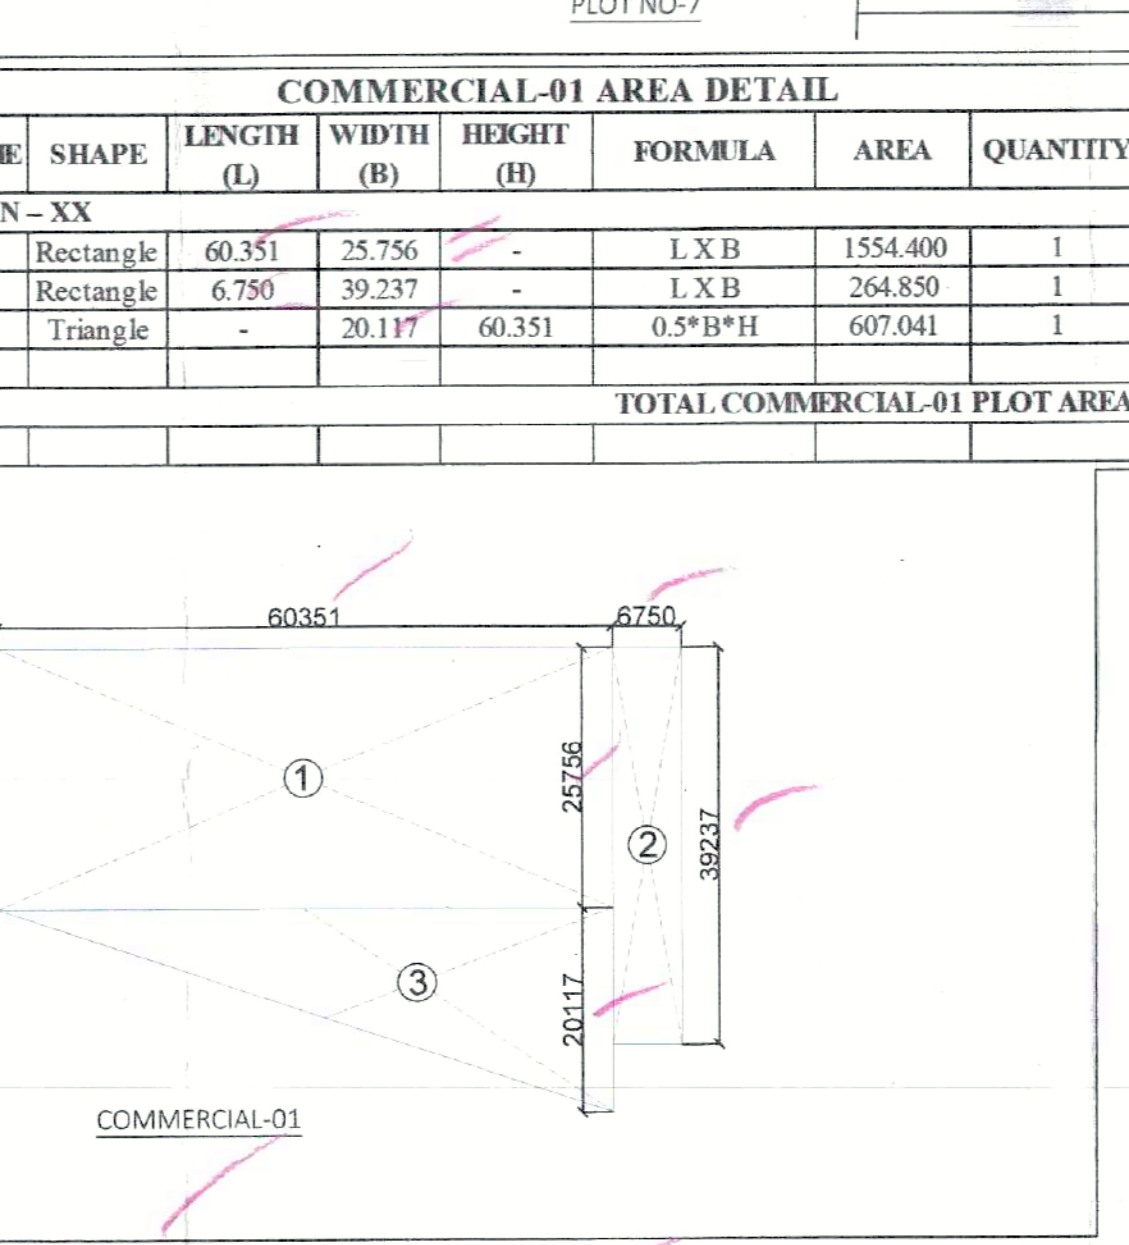 PLOT NO-7
COMMERCIAL-01 AREA DETAIL
SHAPE LENGTH (L) WIDTH (B) HEIGHT (H) FORMULA AREA QUANTITY
N – XX
Rectangle 60.351 25.756 - L X B 1554.400 1
Rectangle 6.750 39.237 - L X B 264.850 1
Triangle - 20.117 60.351 0.5*B*H 607.041 1
TOTAL COMMERCIAL-01 PLOT AREA
60351 6750
25756
1
2
39237
3
20117
COMMERCIAL-01